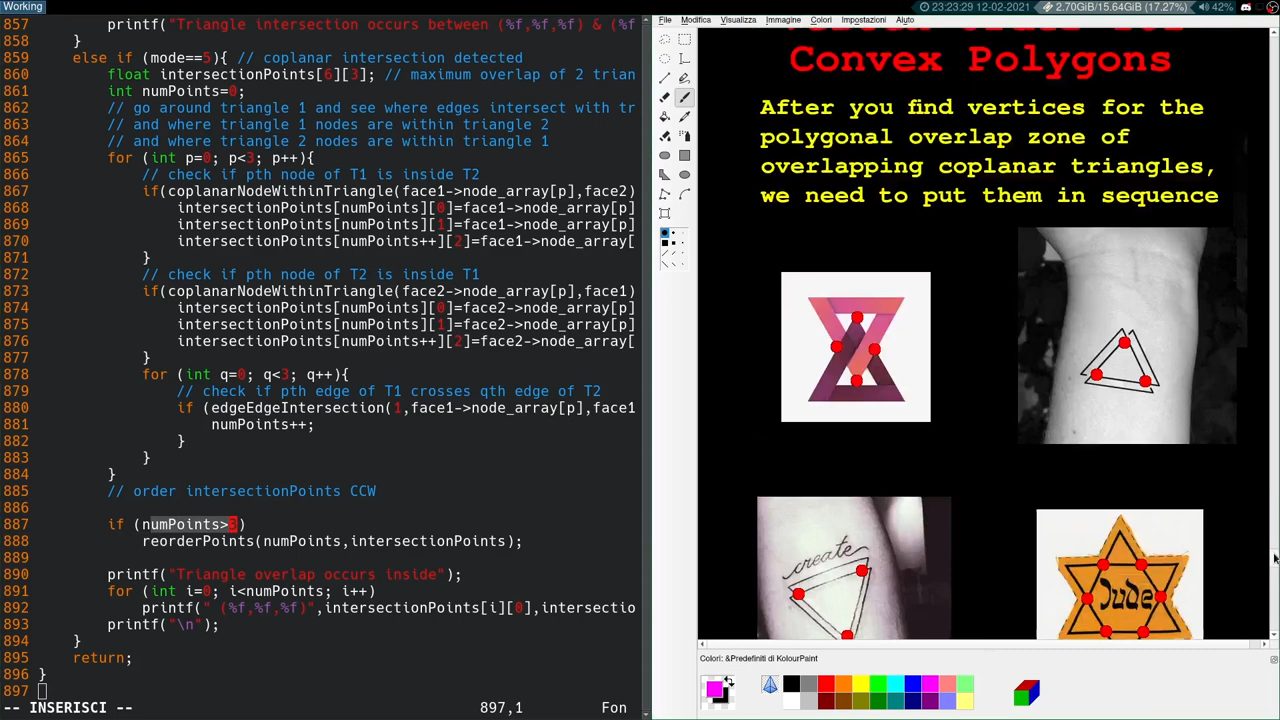 Working
23:23:29 12-02-2021
2.70GiB/15.64GiB (17.27%)
42%
857 printf("Triangle intersection occurs between (%f,%f,%f) & (%f
858 }
859 else if (mode==5){ // coplanar intersection detected
860 float intersectionPoints[6][3]; // maximum overlap of 2 trian
861 int numPoints=0;
862 // go around triangle 1 and see where edges intersect with tr
863 // and where triangle 1 nodes are within triangle 2
864 // and where triangle 2 nodes are within triangle 1
865 for (int p=0; p<3; p++){
866 // check if pth node of T1 is inside T2
867 if(coplanarNodeWithinTriangle(face1->node_array[p],face2)
868 intersectionPoints[numPoints][0]=face1->node_array[p]
869 intersectionPoints[numPoints][1]=face1->node_array[p]
870 intersectionPoints[numPoints++][2]=face1->node_array[
871 }
872 // check if pth node of T2 is inside T1
873 if(coplanarNodeWithinTriangle(face2->node_array[p],face1)
874 intersectionPoints[numPoints][0]=face2->node_array[p]
875 intersectionPoints[numPoints][1]=face2->node_array[p]
876 intersectionPoints[numPoints++][2]=face2->node_array[
877 }
878 for (int q=0; q<3; q++){
879 // check if pth edge of T1 crosses qth edge of T2
880 if (edgeEdgeIntersection(1,face1->node_array[p],face1
881 numPoints++;
882 }
883 }
884 }
885 // order intersectionPoints CCW
886
887 if (numPoints>3)
888 reorderPoints(numPoints,intersectionPoints);
889
890 printf("Triangle overlap occurs inside");
891 for (int i=0; i<numPoints; i++)
892 printf(" (%f,%f,%f)",intersectionPoints[i][0],intersectio
893 printf("\n");
894 }
895 return;
896 }
897
-- INSERISCI -- 897,1 Fon
File Modifica Visualizza Immagine Colori Impostazioni Aiuto
Convex Polygons
After you find vertices for the
polygonal overlap zone of
overlapping coplanar triangles,
we need to put them in sequence
create
Jude
Colori: &Predefiniti di KolourPaint